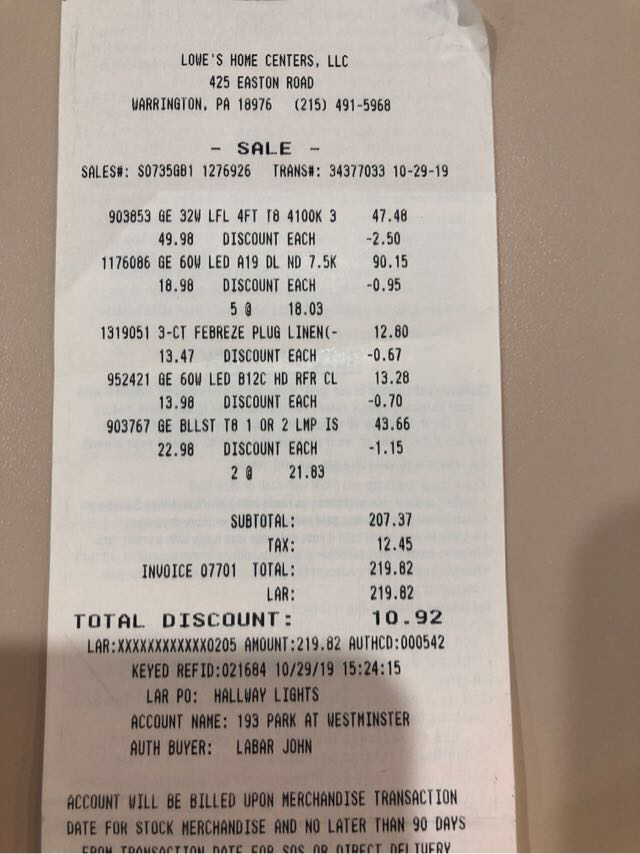 LOWE'S HOME CENTERS, LLC
425 EASTON ROAD
WARRINGTON, PA 18976 (215) 491-5968
- SALE -
SALES#: S0735GB1 1276926 TRANS#: 34377033 10-29-19
903853 GE 32W LFL 4FT T8 4100K 3 47.48
49.98 DISCOUNT EACH -2.50
1176086 GE 60W LED A19 DL ND 7.5K 90.15
18.98 DISCOUNT EACH -0.95
5 @ 18.03
1319051 3-CT FEBREZE PLUG LINEN(- 12.80
13.47 DISCOUNT EACH -0.67
952421 GE 60W LED B12C HD RFR CL 13.28
13.98 DISCOUNT EACH -0.70
903767 GE BLLST T8 1 OR 2 LMP IS 43.66
22.98 DISCOUNT EACH -1.15
2 @ 21.83
SUBTOTAL: 207.37
TAX: 12.45
INVOICE 07701 TOTAL: 219.82
LAR: 219.82
TOTAL DISCOUNT: 10.92
LAR:XXXXXXXXXXXX0205 AMOUNT:219.82 AUTHCD:000542
KEYED REFID:021684 10/29/19 15:24:15
LAR PO: HALLWAY LIGHTS
ACCOUNT NAME: 193 PARK AT WESTMINSTER
AUTH BUYER: LABAR JOHN
ACCOUNT WILL BE BILLED UPON MERCHANDISE TRANSACTION
DATE FOR STOCK MERCHANDISE AND NO LATER THAN 90 DAYS
FROM TRANSACTION DATE FOR SOS OR DIRECT DELIVERY